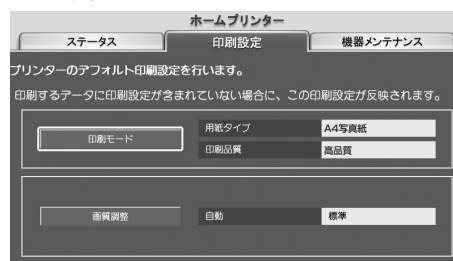 ホームプリンター
ステータス 印刷設定 機器メンテナンス
プリンターのデフォルト印刷設定を行います。
印刷するデータに印刷設定が含まれていない場合に、この印刷設定が反映されます。
印刷モード
用紙タイプ A4写真紙
印刷品質 高品質
画質調整 自動 標準